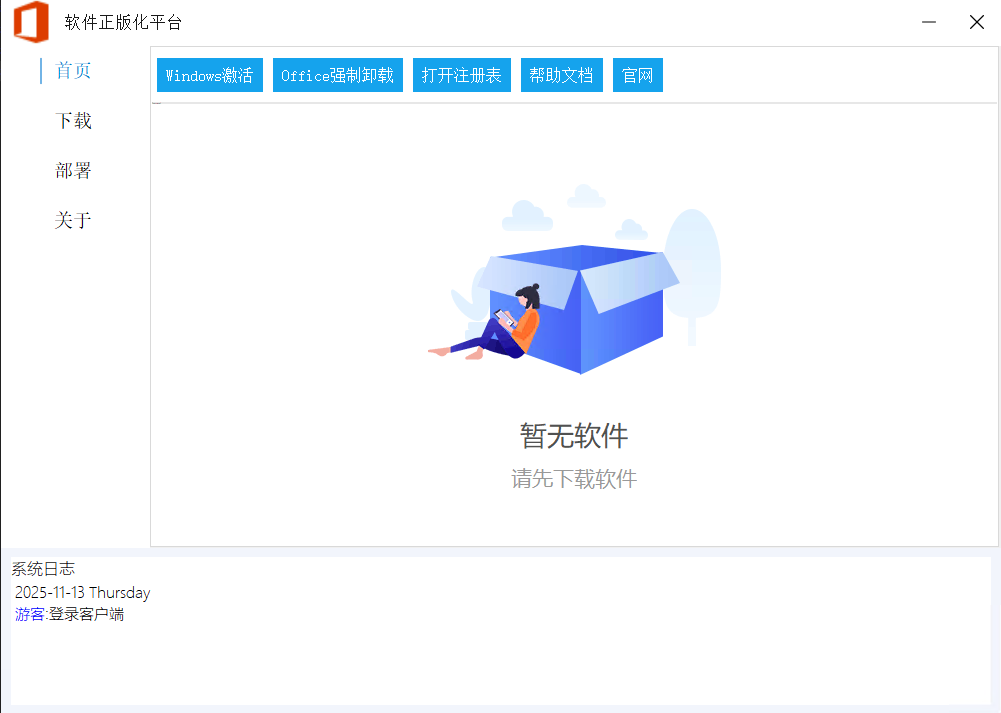 软件正版化平台
首页
下载
部署
关于
Windows激活 Office强制卸载 打开注册表 帮助文档 官网
暂无软件
请先下载软件
系统日志
2025-11-13 Thursday
游客:登录客户端